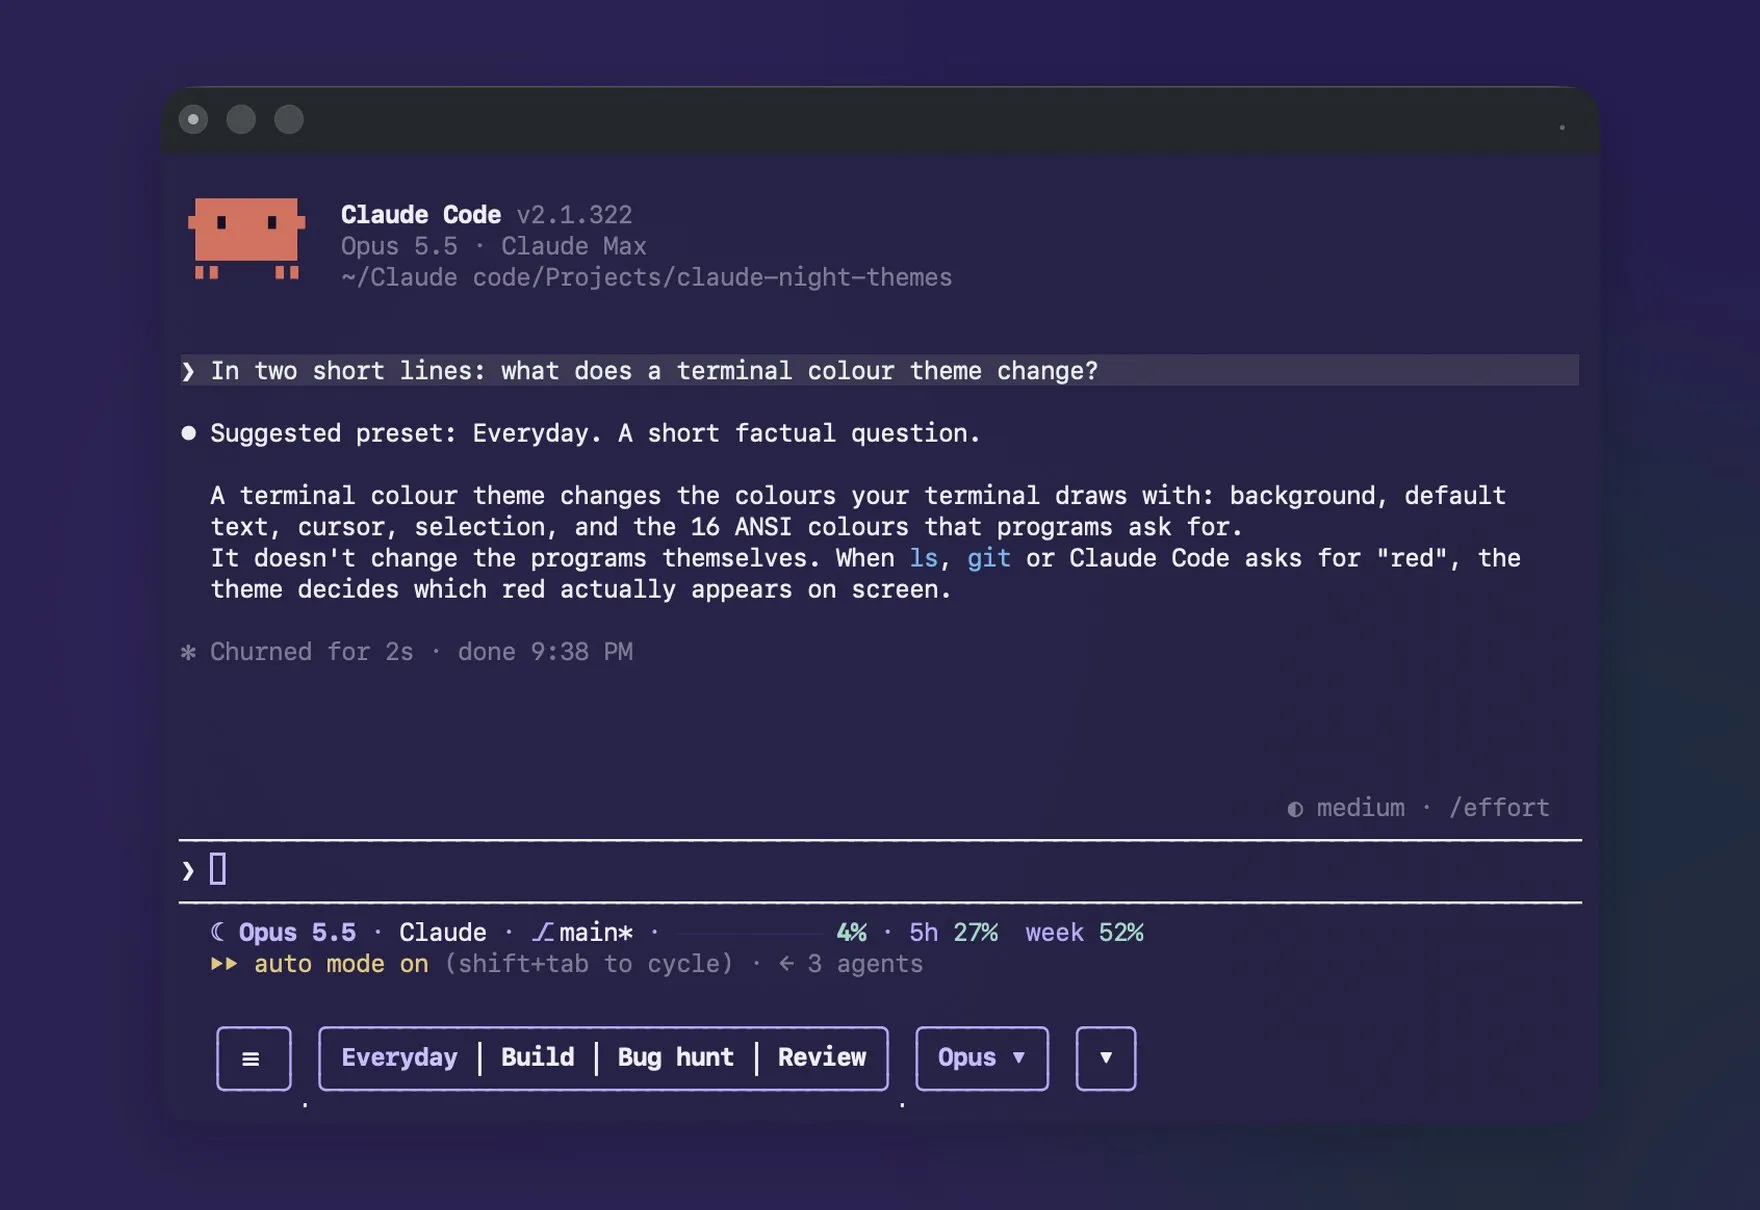 Claude Code v2.1.322
Opus 5.5 · Claude Max
~/Claude code/Projects/claude-night-themes
❯ In two short lines: what does a terminal colour theme change?
● Suggested preset: Everyday. A short factual question.
A terminal colour theme changes the colours your terminal draws with: background, default
text, cursor, selection, and the 16 ANSI colours that programs ask for.
It doesn't change the programs themselves. When ls, git or Claude Code asks for "red", the
theme decides which red actually appears on screen.
✻ Churned for 2s · done 9:38 PM
◐ medium · /effort
❯
☾ Opus 5.5 · Claude · ⎇ main* · 4% · 5h 27% week 52%
▶▶ auto mode on (shift+tab to cycle) · ← 3 agents
≡ Everyday | Build | Bug hunt | Review Opus ▼ ▼